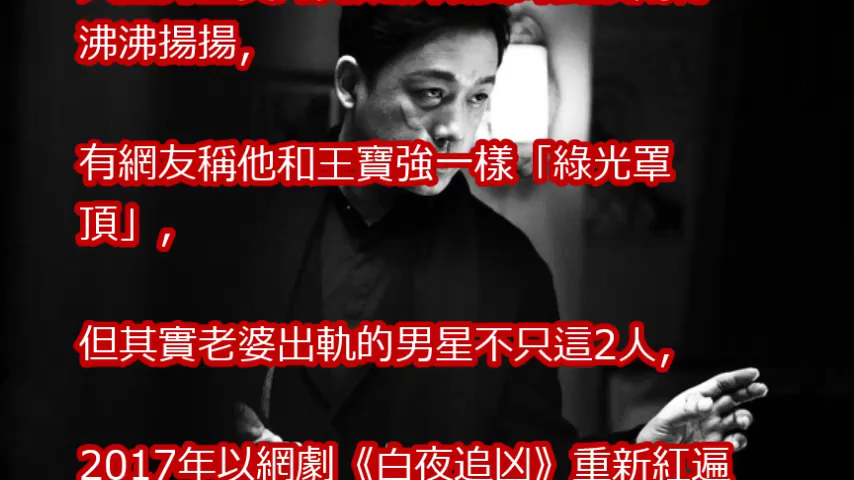 沸沸揚揚，
有網友稱他和王寶強一樣「綠光罩
頂」，
但其實老婆出軌的男星不只這2人，
2017年以網劇《白夜追凶》重新紅遍